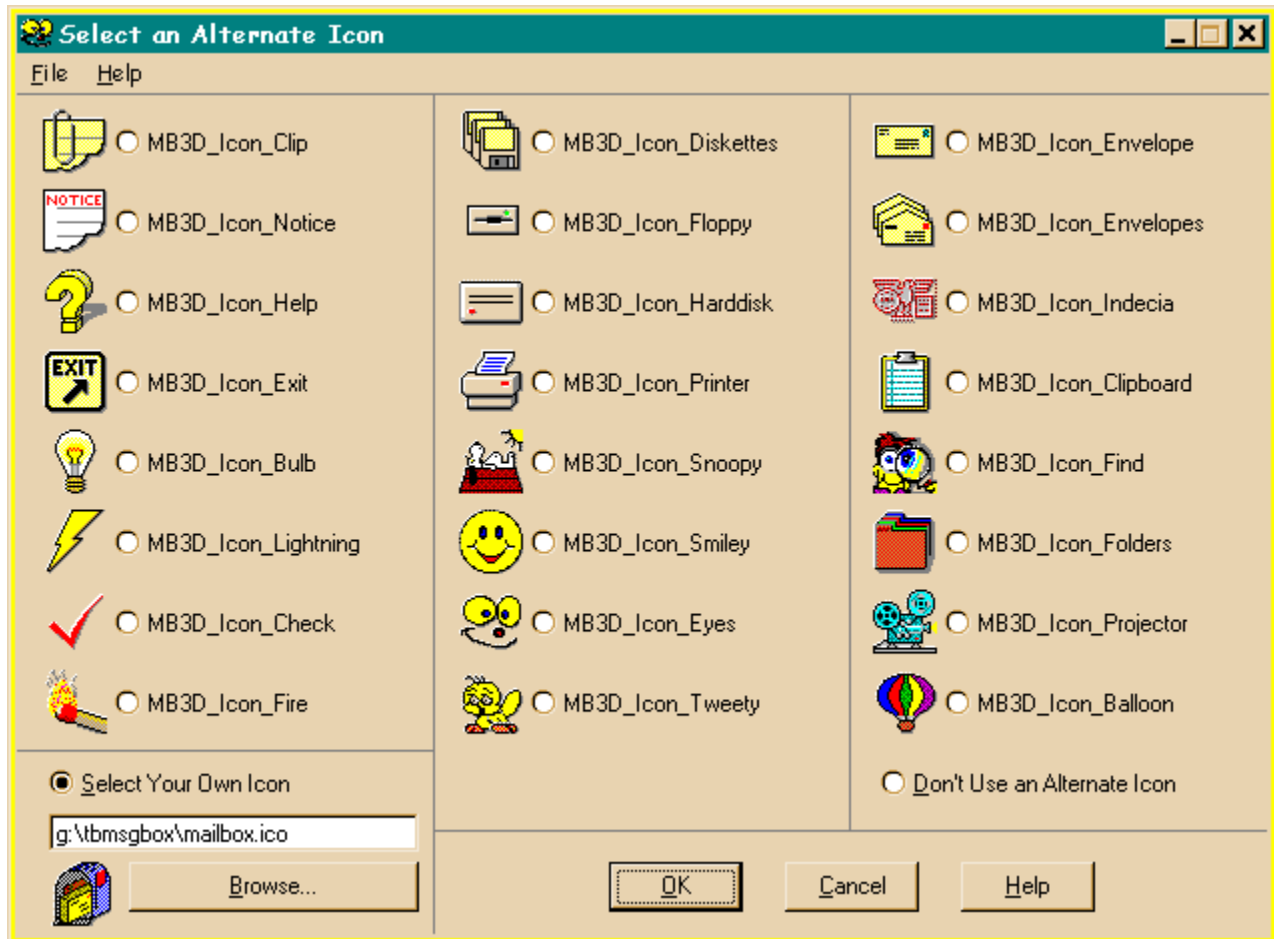 Select an Alternate Icon
File Help
MB3D_Icon_Clip
NOTICE
MB3D_Icon_Notice
MB3D_Icon_Help
EXIT
MB3D_Icon_Exit
MB3D_Icon_Bulb
MB3D_Icon_Lightning
MB3D_Icon_Check
MB3D_Icon_Fire
MB3D_Icon_Diskettes
MB3D_Icon_Floppy
MB3D_Icon_Harddisk
MB3D_Icon_Printer
MB3D_Icon_Snoopy
MB3D_Icon_Smiley
MB3D_Icon_Eyes
MB3D_Icon_Tweety
MB3D_Icon_Envelope
MB3D_Icon_Envelopes
MB3D_Icon_Indecia
MB3D_Icon_Clipboard
MB3D_Icon_Find
MB3D_Icon_Folders
MB3D_Icon_Projector
MB3D_Icon_Balloon
Select Your Own Icon
g:\tbmsgbox\mailbox.ico
Browse...
Don't Use an Alternate Icon
OK Cancel Help